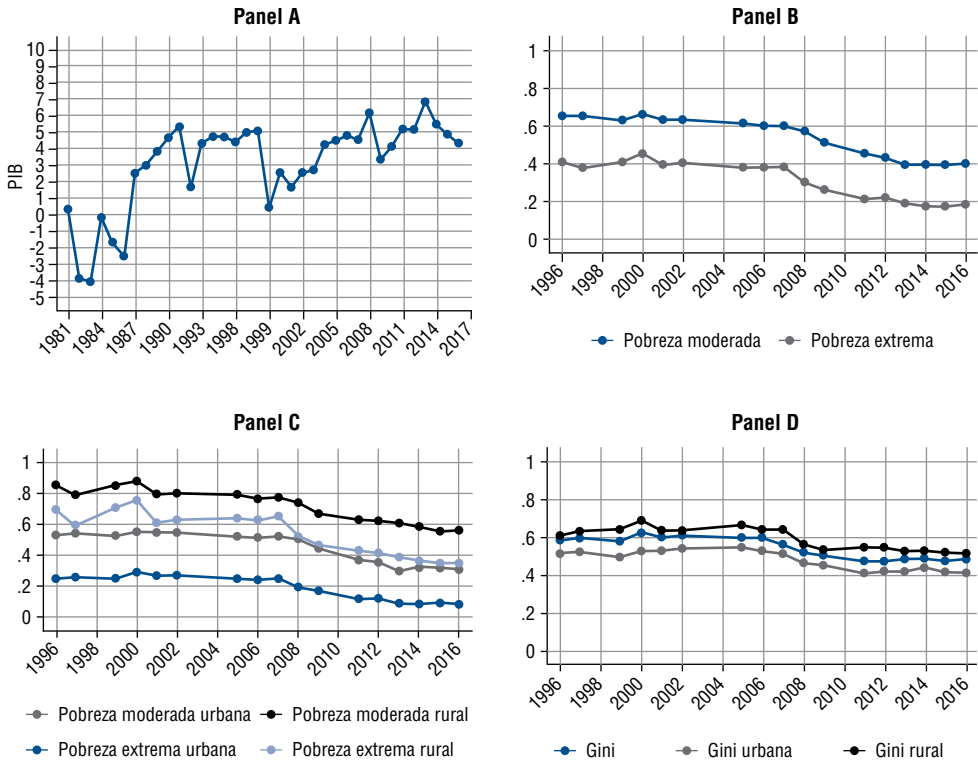 Panel A
PIB
10
9
8
7
6
5
4
3
2
1
0
-1
-2
-3
-4
-5
1981 1984 1987 1990 1993 1996 1999 2002 2005 2008 2011 2014 2017
Panel B
1
.8
.6
.4
.2
0
1996 1998 2000 2002 2004 2006 2008 2010 2012 2014 2016
Pobreza moderada Pobreza extrema
Panel C
1
.8
.6
.4
.2
0
1996 1998 2000 2002 2004 2006 2008 2010 2012 2014 2016
Pobreza moderada urbana Pobreza moderada rural
Pobreza extrema urbana Pobreza extrema rural
Panel D
1
.8
.6
.4
.2
0
1996 1998 2000 2002 2004 2006 2008 2010 2012 2014 2016
Gini Gini urbana Gini rural